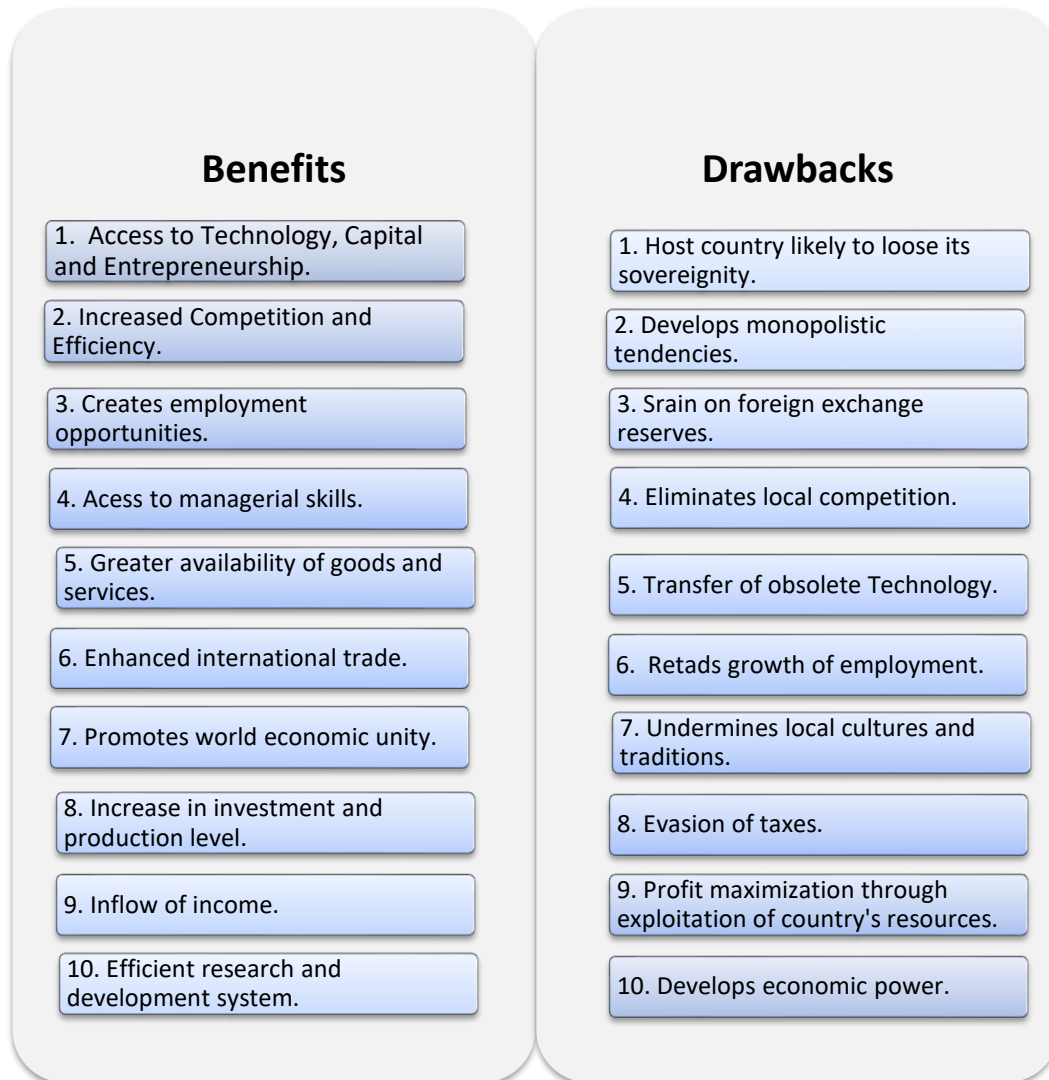 Benefits
1.  Access to Technology, Capital
and Entrepreneurship.
2. Increased Competition and
Efficiency.
3. Creates employment
opportunities.
4. Acess to managerial skills.
5. Greater availability of goods and
services.
6. Enhanced international trade.
7. Promotes world economic unity.
8. Increase in investment and
production level.
9. Inflow of income.
10. Efficient research and
development system.
Drawbacks
1. Host country likely to loose its
sovereignity.
2. Develops monopolistic
tendencies.
3. Srain on foreign exchange
reserves.
4. Eliminates local competition.
5. Transfer of obsolete Technology.
6.  Retads growth of employment.
7. Undermines local cultures and
traditions.
8. Evasion of taxes.
9. Profit maximization through
exploitation of country's resources.
10. Develops economic power.